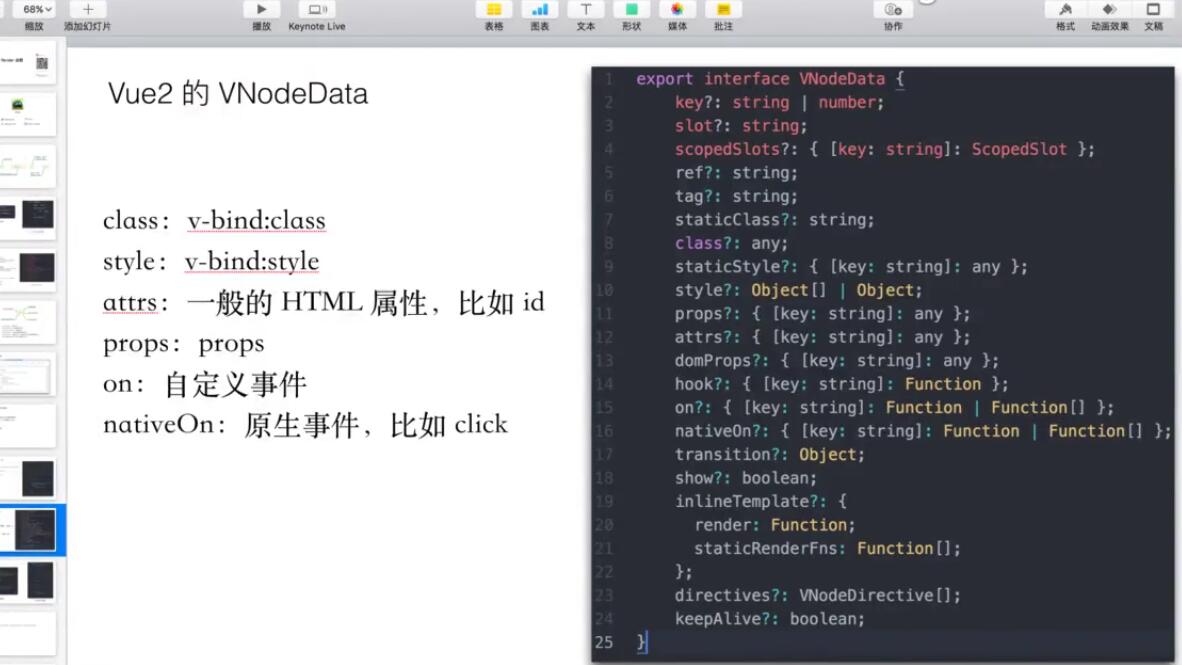 68%
缩放
添加幻灯片
播放
Keynote Live
表格
图表
文本
形状
媒体
批注
协作
格式
动画效果
文稿
Vue2 的 VNodeData
class：v-bind:class
style：v-bind:style
attrs：一般的 HTML 属性，比如 id
props：props
on：自定义事件
nativeOn：原生事件，比如 click
1 export interface VNodeData {
2 key?: string | number;
3 slot?: string;
4 scopedSlots?: { [key: string]: ScopedSlot };
5 ref?: string;
6 tag?: string;
7 staticClass?: string;
8 class?: any;
9 staticStyle?: { [key: string]: any };
10 style?: Object[] | Object;
11 props?: { [key: string]: any };
12 attrs?: { [key: string]: any };
13 domProps?: { [key: string]: any };
14 hook?: { [key: string]: Function };
15 on?: { [key: string]: Function | Function[] };
16 nativeOn?: { [key: string]: Function | Function[] };
17 transition?: Object;
18 show?: boolean;
19 inlineTemplate?: {
20 render: Function;
21 staticRenderFns: Function[];
22 };
23 directives?: VNodeDirective[];
24 keepAlive?: boolean;
25 }